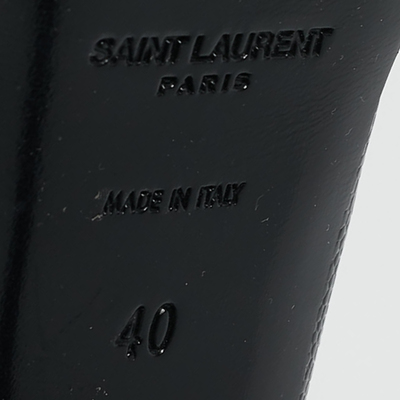 SAINT LAURENT
PARIS
MADE IN ITALY
40